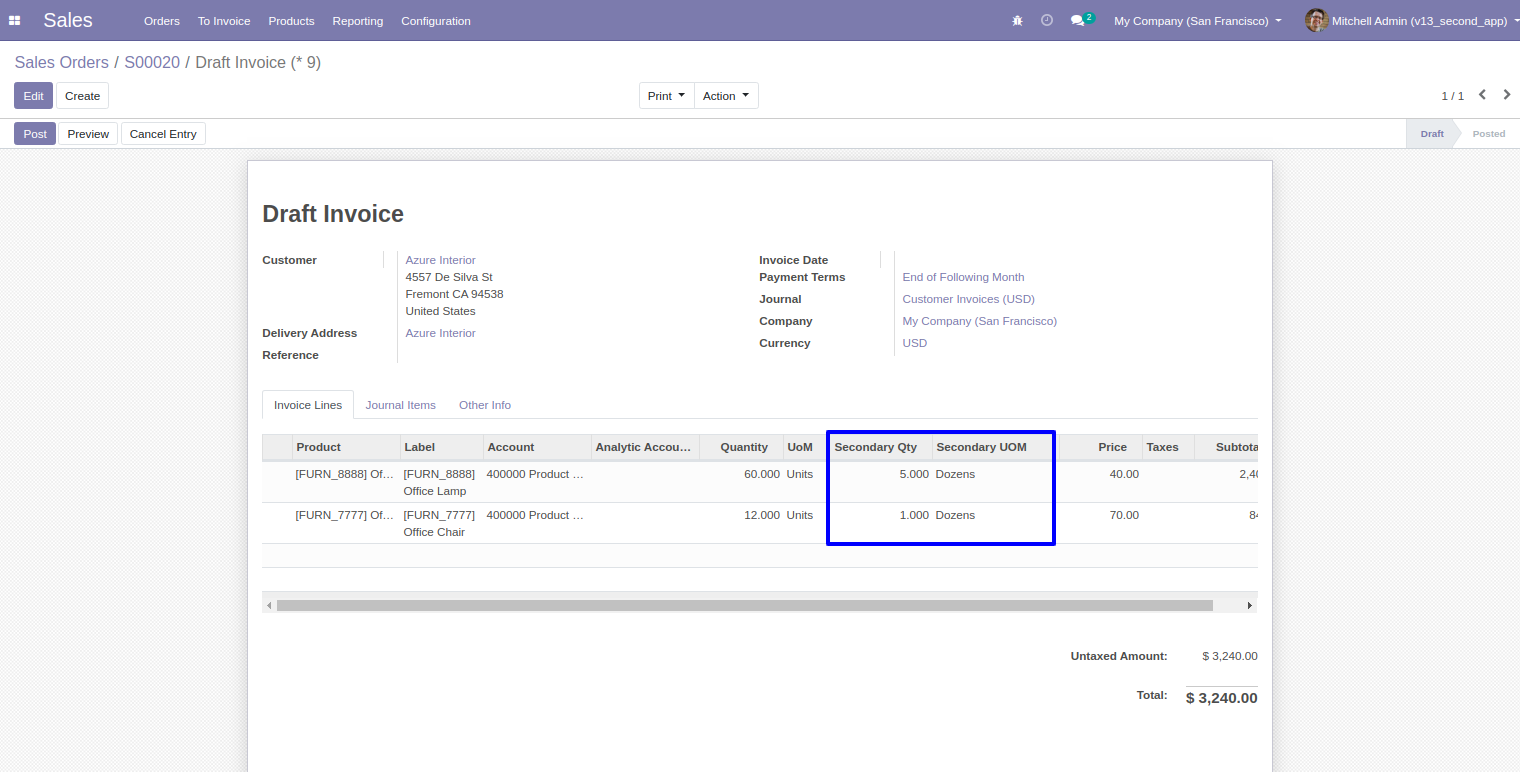 Sales Orders To Invoice Products Reporting Configuration 2 My Company (San Francisco) Mitchell Admin (v13_second_app)
Sales Orders / S00020 / Draft Invoice (* 9)
Edit Create Print Action 1 / 1
Post Preview Cancel Entry Draft Posted
Draft Invoice
Customer Azure Interior Invoice Date
4557 De Silva St Payment Terms End of Following Month
Fremont CA 94538 Journal Customer Invoices (USD)
United States Company My Company (San Francisco)
Delivery Address Azure Interior Currency USD
Reference
Invoice Lines Journal Items Other Info
Product Label Account Analytic Accou... Quantity UoM Secondary Qty Secondary UOM Price Taxes Subtota
[FURN_8888] Of... [FURN_8888] 400000 Product ... 60.000 Units 5.000 Dozens 40.00 2,40
Office Lamp
[FURN_7777] Of... [FURN_7777] 400000 Product ... 12.000 Units 1.000 Dozens 70.00 84
Office Chair
Untaxed Amount: $ 3,240.00
Total: $ 3,240.00